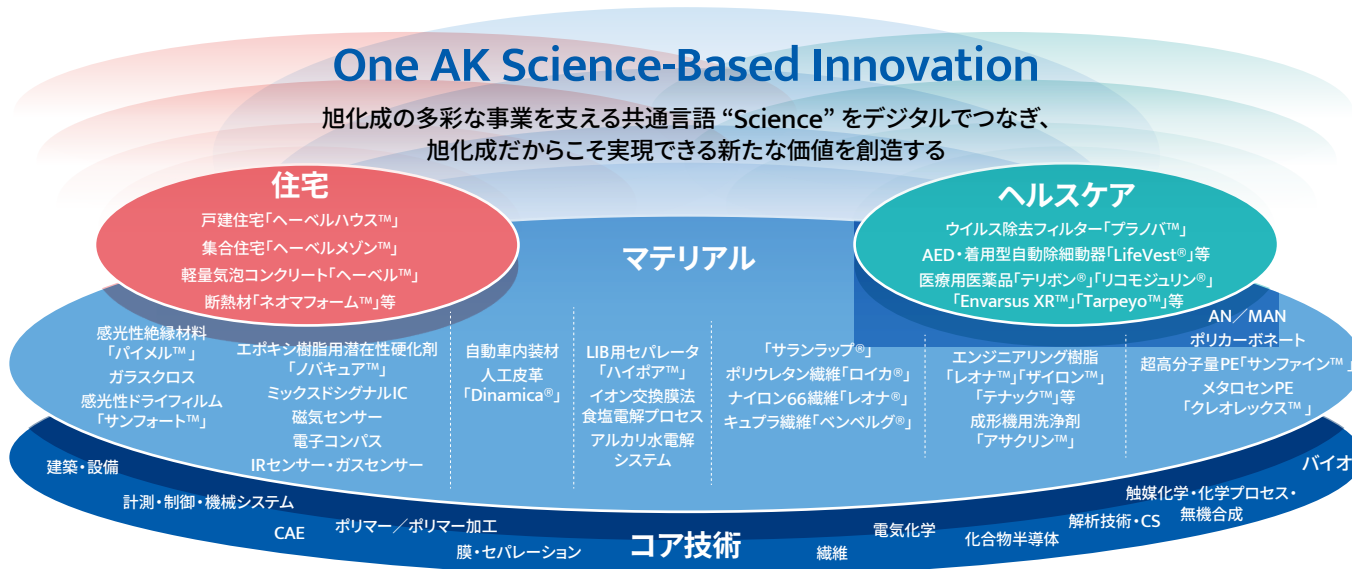 One AK Science-Based Innovation
旭化成の多彩な事業を支える共通言語 “Science” をデジタルでつなぎ、
旭化成だからこそ実現できる新たな価値を創造する
住宅
戸建住宅「ヘーベルハウス™」
集合住宅「ヘーベルメゾン™」
軽量気泡コンクリート「ヘーベル™」
断熱材「ネオマフォーム™」等
ヘルスケア
ウイルス除去フィルター「プラノバ™」
AED・着用型自動除細動器「LifeVest®」等
医療用医薬品「テリボン®」「リコモジュリン®」
「Envarsus XR™」「Tarpeyo™」等
マテリアル
感光性絶縁材料
「パイメル™」
ガラスクロス
感光性ドライフィルム
「サンフォート™」
エポキシ樹脂用潜在性硬化剤
「ノバキュア™」
ミックスドシグナルIC
磁気センサー
電子コンパス
IRセンサー・ガスセンサー
自動車内装材
人工皮革
「Dinamica®」
LIB用セパレータ
「ハイポア™」
イオン交換膜法
食塩電解プロセス
アルカリ水電解
システム
「サランラップ®」
ポリウレタン繊維「ロイカ®」
ナイロン66繊維「レオナ®」
キュプラ繊維「ベンベルグ®」
エンジニアリング樹脂
「レオナ™」「ザイロン™」
「テナック™」等
成形機用洗浄剤
「アサクリン™」
AN／MAN
ポリカーボネート
超高分子量PE「サンファイン™」
メタロセンPE
「クレオレックス™」
コア技術
建築・設備
計測・制御・機械システム
CAE
ポリマー／ポリマー加工
膜・セパレーション
繊維
電気化学
化合物半導体
解析技術・CS
触媒化学・化学プロセス・
無機合成
バイオ